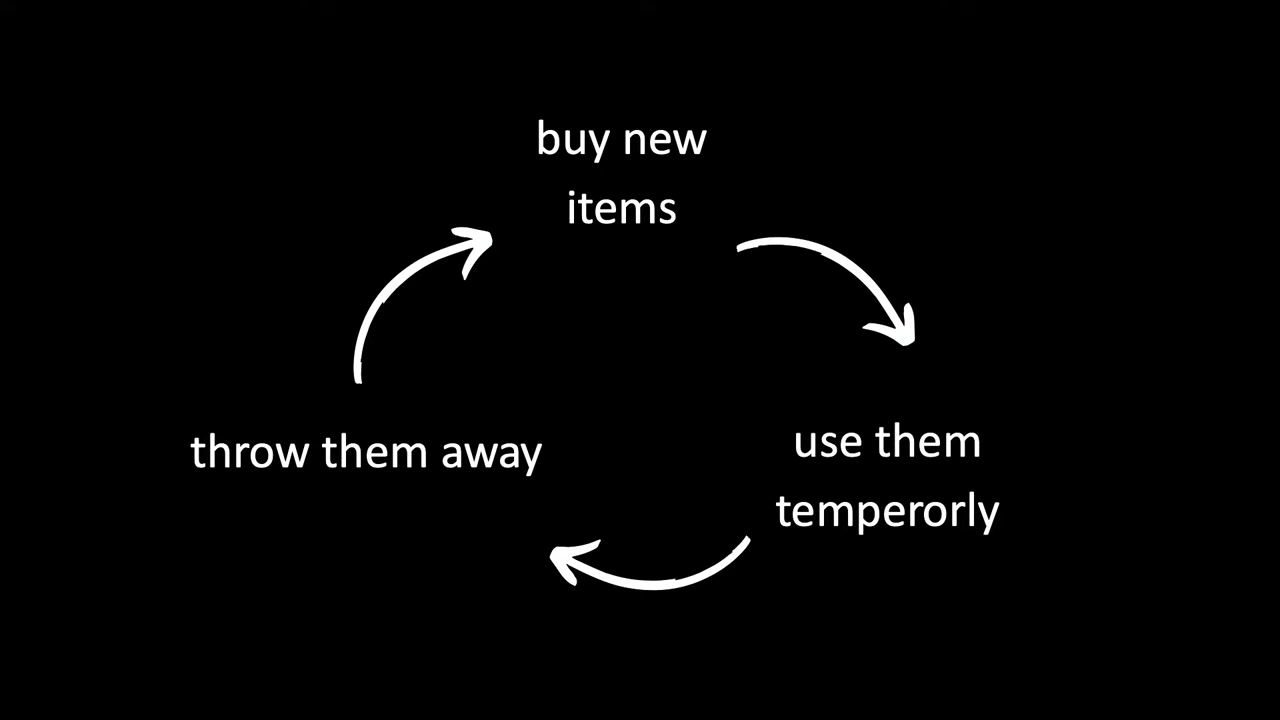 buy new
items
use them
temperorly
throw them away